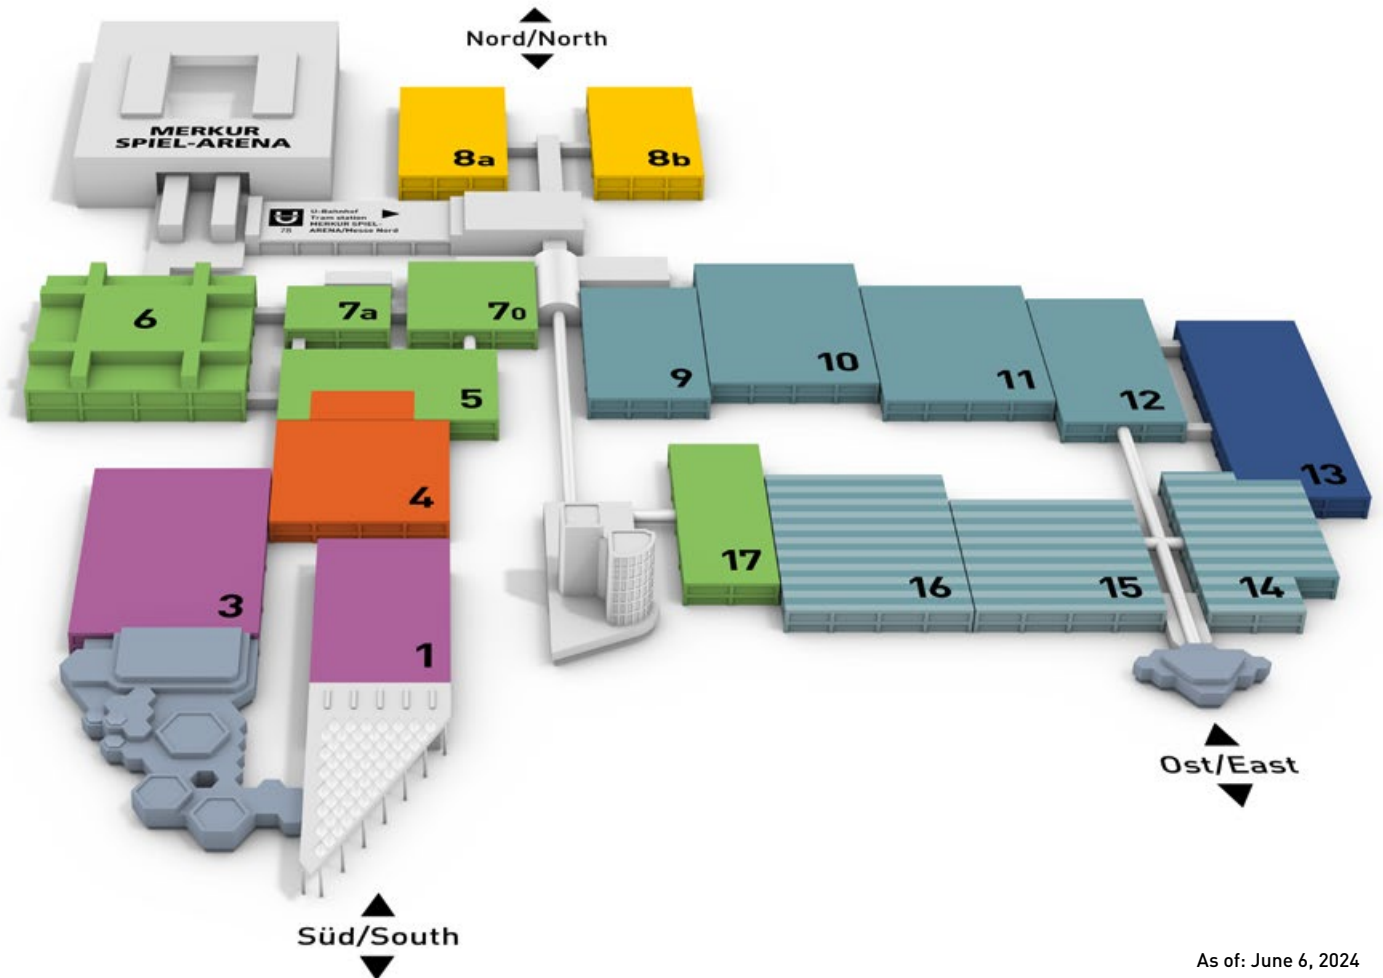 Nord/North
MERKUR
SPIEL-ARENA
8a
8b
U-Bahnhof
Tram station
MERKUR SPIEL-
ARENA/Messe Nord
78
6
7a
70
9
10
11
12
13
5
4
3
1
17
16
15
14
Ost/East
Süd/South
As of: June 6, 2024